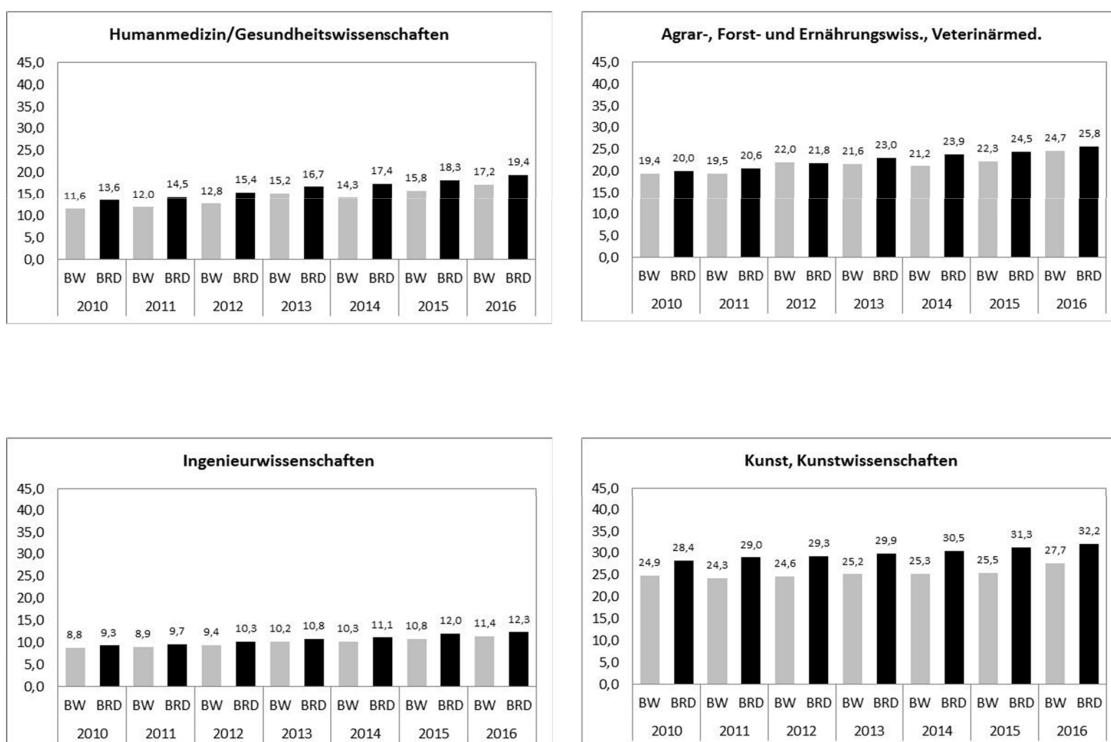 Humanmedizin/Gesundheitswissenschaften
45,0
40,0
35,0
30,0
25,0
20,0
15,0
10,0
5,0
0,0
11,6 13,6 12,0 14,5 12,8 15,4 15,2 16,7 14,3 17,4 15,8 18,3 17,2 19,4
BW BRD BW BRD BW BRD BW BRD BW BRD BW BRD BW BRD
2010 2011 2012 2013 2014 2015 2016
Agrar-, Forst- und Ernährungswiss., Veterinärmed.
45,0
40,0
35,0
30,0
25,0
20,0
15,0
10,0
5,0
0,0
19,4 20,0 19,5 20,6 22,0 21,8 21,6 23,0 21,2 23,9 22,3 24,5 24,7 25,8
BW BRD BW BRD BW BRD BW BRD BW BRD BW BRD BW BRD
2010 2011 2012 2013 2014 2015 2016
Ingenieurwissenschaften
45,0
40,0
35,0
30,0
25,0
20,0
15,0
10,0
5,0
0,0
8,8 9,3 8,9 9,7 9,4 10,3 10,2 10,8 10,3 11,1 10,8 12,0 11,4 12,3
BW BRD BW BRD BW BRD BW BRD BW BRD BW BRD BW BRD
2010 2011 2012 2013 2014 2015 2016
Kunst, Kunstwissenschaften
45,0
40,0
35,0
30,0
25,0
20,0
15,0
10,0
5,0
0,0
24,9 28,4 24,3 29,0 24,6 29,3 25,2 29,9 25,3 30,5 25,5 31,3 27,7 32,2
BW BRD BW BRD BW BRD BW BRD BW BRD BW BRD BW BRD
2010 2011 2012 2013 2014 2015 2016